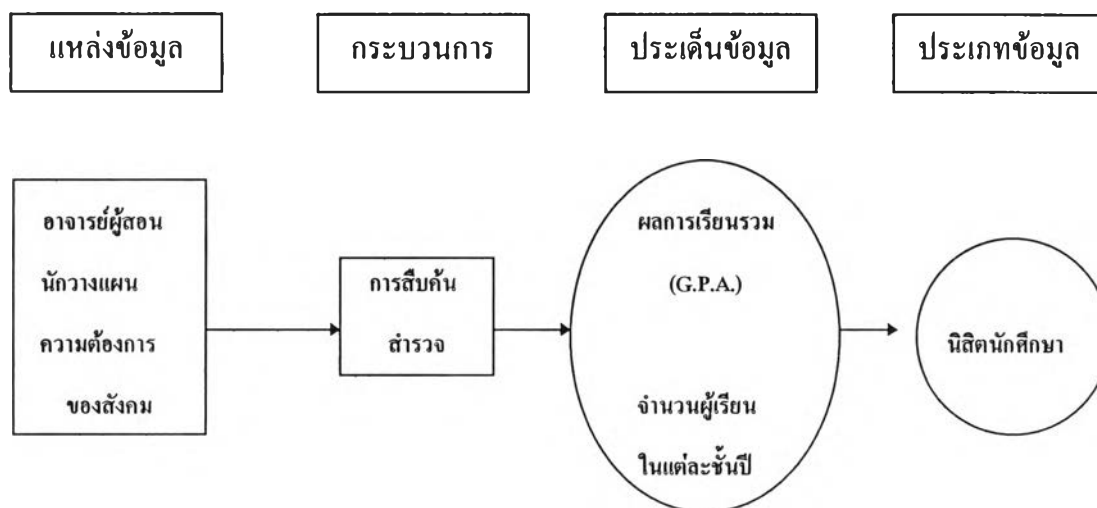 แหล่งข้อมูล
กระบวนการ
ประเด็นข้อมูล
ประเภทข้อมูล
อาจารย์ผู้สอน
นักวางแผน
ความต้องการ
ของสังคม
การสืบค้น
สำรวจ
ผลการเรียนรวม
(G.P.A.)
จำนวนผู้เรียน
ในแต่ละชั้นปี
นิสิตนักศึกษา